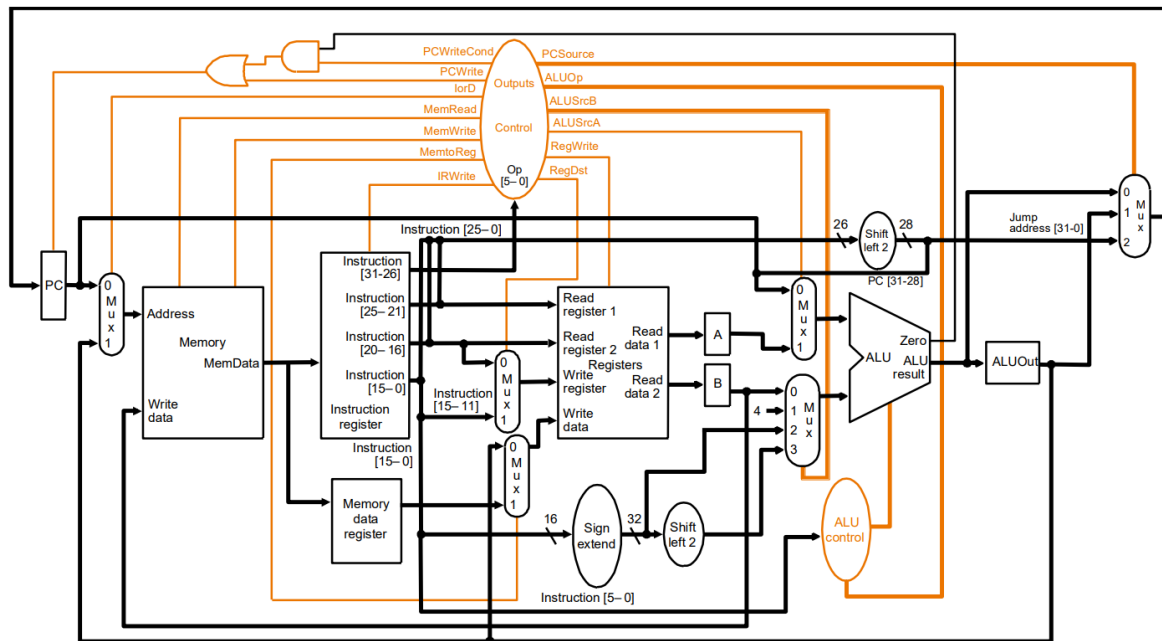 PCWriteCond
PCWrite
IorD
MemRead
MemWrite
MemtoReg
IRWrite
Outputs
Control
Op
[5–0]
PCSource
ALUOp
ALUSrcB
ALUSrcA
RegWrite
RegDst
PC
0
M
u
x
1
Address
Memory
MemData
Write
data
Instruction [25–0]
Instruction
[31-26]
Instruction
[25–21]
Instruction
[20–16]
Instruction
[15–0]
Instruction
register
Instruction
[15–0]
Memory
data
register
Instruction
[15–11]
0
M
u
x
1
0
M
u
x
1
Read
register 1
Read
register 2
Write
register
Write
data
Registers
Read
data 1
Read
data 2
16
Sign
extend
32
Shift
left 2
Instruction [5–0]
A
B
4
26
Shift
left 2
28
PC [31-28]
Jump
address [31-0]
0
M
u
x
1
0
1
2
3
M
u
x
ALU
Zero
ALU
result
ALU
control
ALUOut
0
1
2
M
u
x